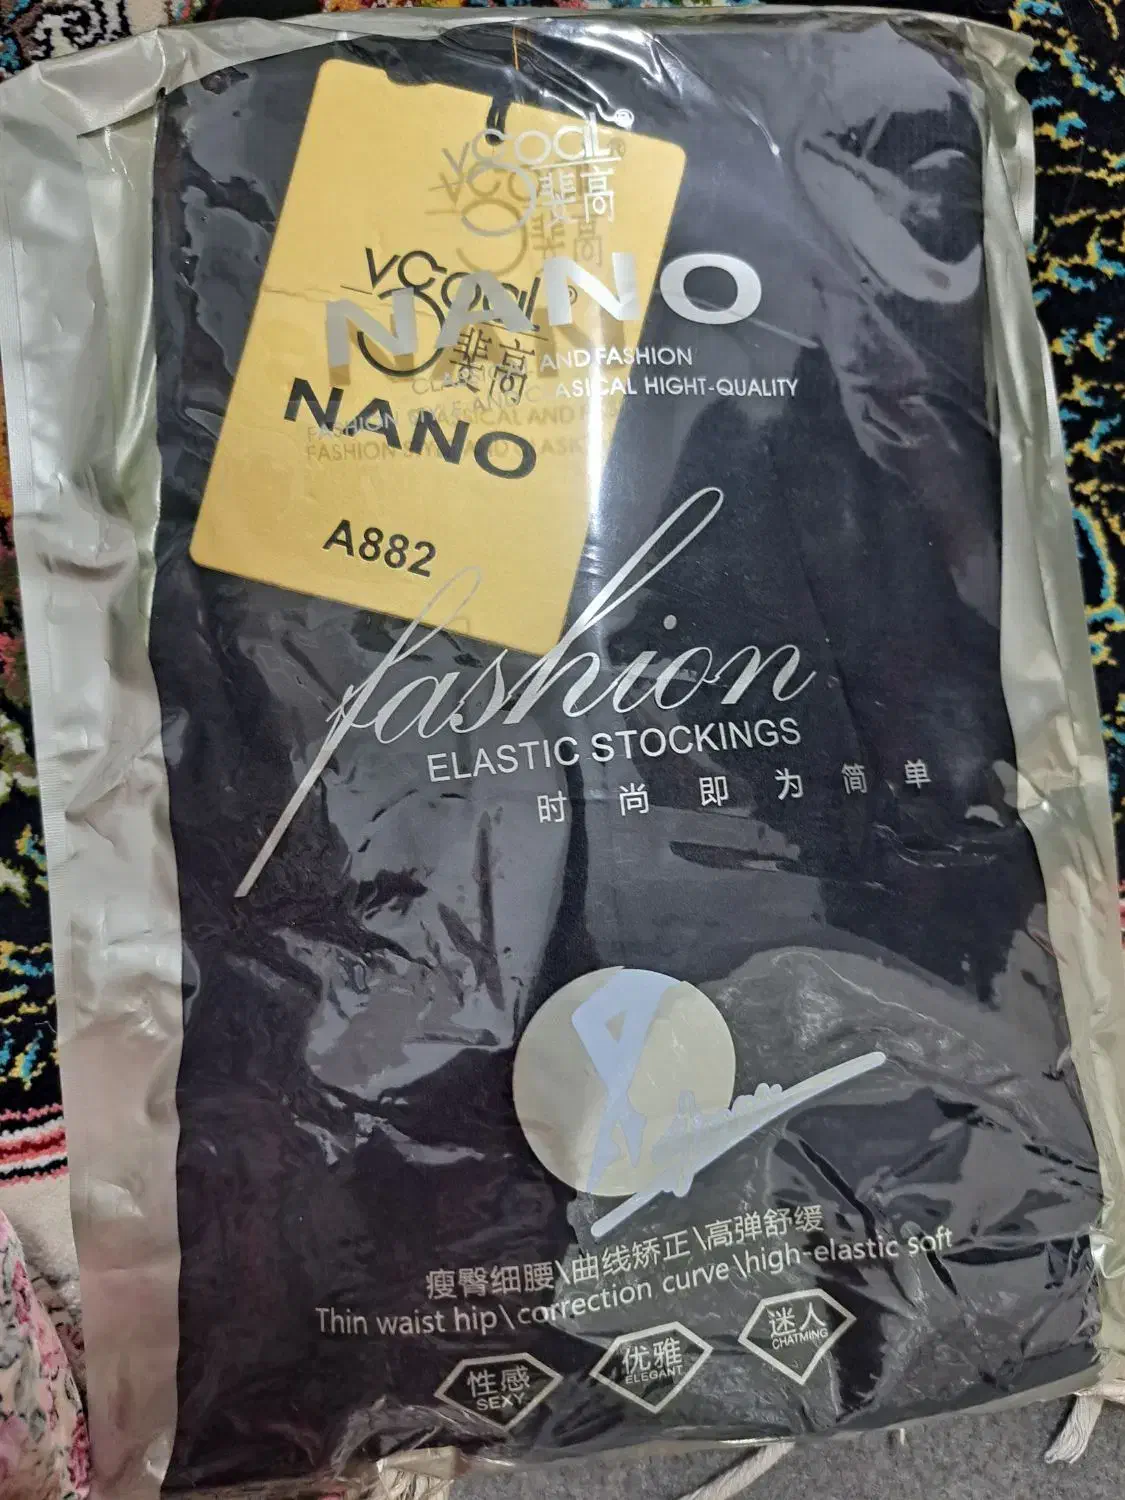 vcoal®
斐高
NANO
AND FASHION
ASICAL HIGHT-QUALITY
vcoal®
斐高
NANO
A882
fashion
ELASTIC STOCKINGS
时尚即为简单
瘦臀细腰\曲线矫正\高弹舒缓
Thin waist hip\correction curve\high-elastic soft
性感
SEXY
优雅
ELEGANT
迷人
CHATMING